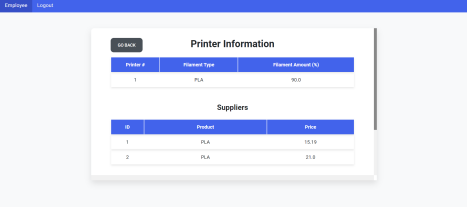 Employee Logout
GO BACK
Printer Information
Printer # Filament Type Filament Amount (%)
1 PLA 90.0
Suppliers
ID Product Price
1 PLA 15.19
2 PLA 21.6